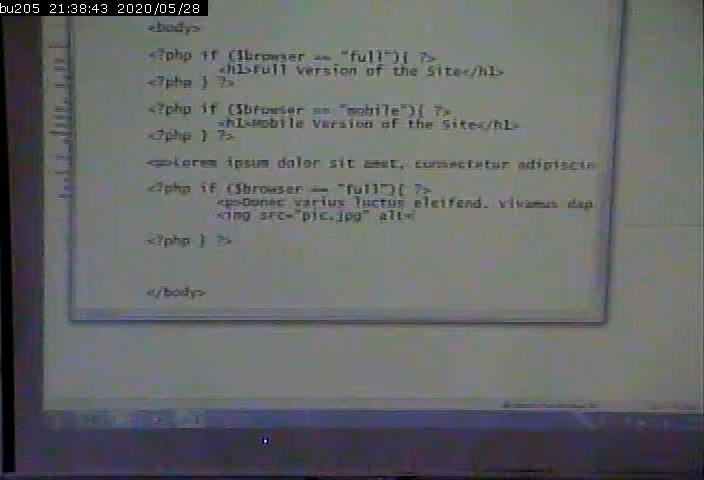 bu205 21:38:43 2020/05/28
<body>
<?php if ($browser == "full"){ ?>
<h1>Full Version of the Site</h1>
<?php } ?>
<?php if ($browser == "mobile"){ ?>
<h1>Mobile Version of the Site</h1>
<?php } ?>
<p>Lorem ipsum dolor sit amet, consectetur adipiscin
<?php if ($browser == "full"){ ?>
<p>Donec varius luctus eleifend. Vivamus dap
<img src="pic.jpg" alt=
<?php } ?>
</body>